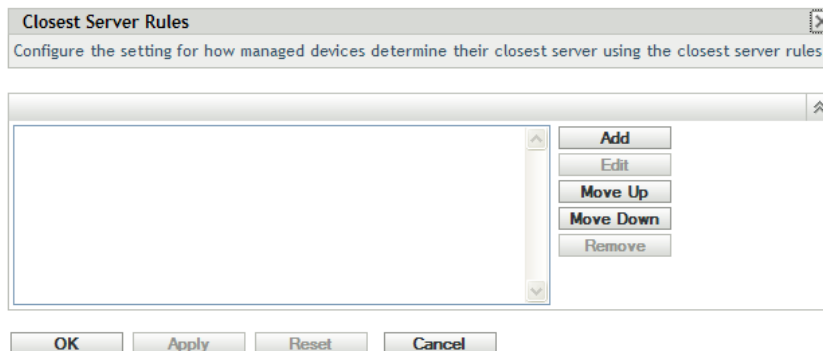 Closest Server Rules
Configure the setting for how managed devices determine their closest server using the closest server rules
Add
Edit
Move Up
Move Down
Remove
OK
Apply
Reset
Cancel